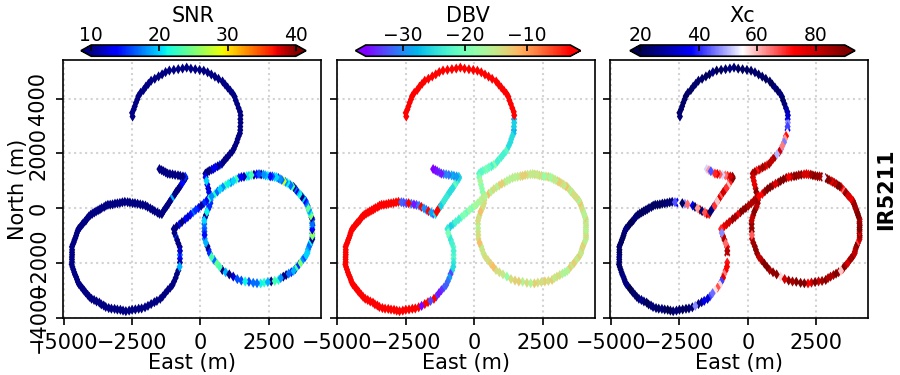 SNR DBV Xc
10 20 30 40 −30 −20 −10 20 40 60 80
North (m)
4000
2000
0
−2000
−4000
IR5211
−5000 −2500 0 2500 −5000 −2500 0 2500 −5000 −2500 0 2500
East (m) East (m) East (m)